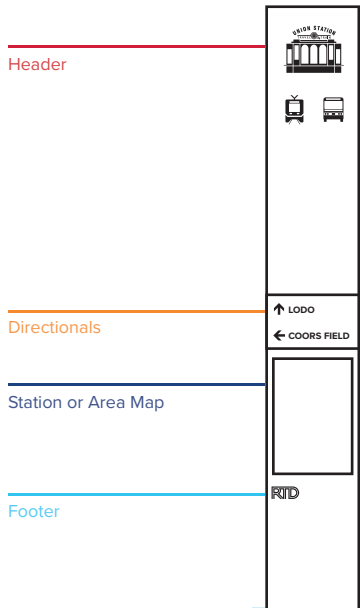 UNION STATION
Header
↑ LODO
Directionals
← COORS FIELD
Station or Area Map
RTD
Footer